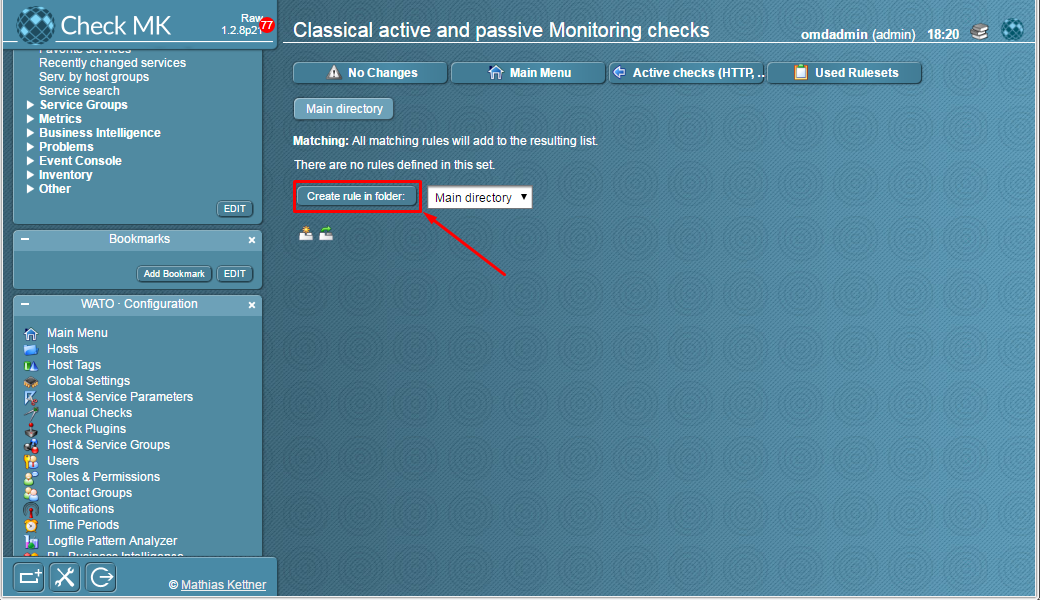 Check MK
Raw
1.2.8p21
77
Favorite services
Recently changed services
Serv. by host groups
Service search
Service Groups
Metrics
Business Intelligence
Problems
Event Console
Inventory
Other
EDIT
Bookmarks
Add Bookmark
EDIT
WATO · Configuration
Main Menu
Hosts
Host Tags
Global Settings
Host & Service Parameters
Manual Checks
Check Plugins
Host & Service Groups
Users
Roles & Permissions
Contact Groups
Notifications
Time Periods
Logfile Pattern Analyzer
BI - Business Intelligence
© Mathias Kettner
Classical active and passive Monitoring checks
omdadmin (admin) 18:20
No Changes
Main Menu
Active checks (HTTP, ..
Used Rulesets
Main directory
Matching: All matching rules will add to the resulting list.
There are no rules defined in this set.
Create rule in folder:
Main directory